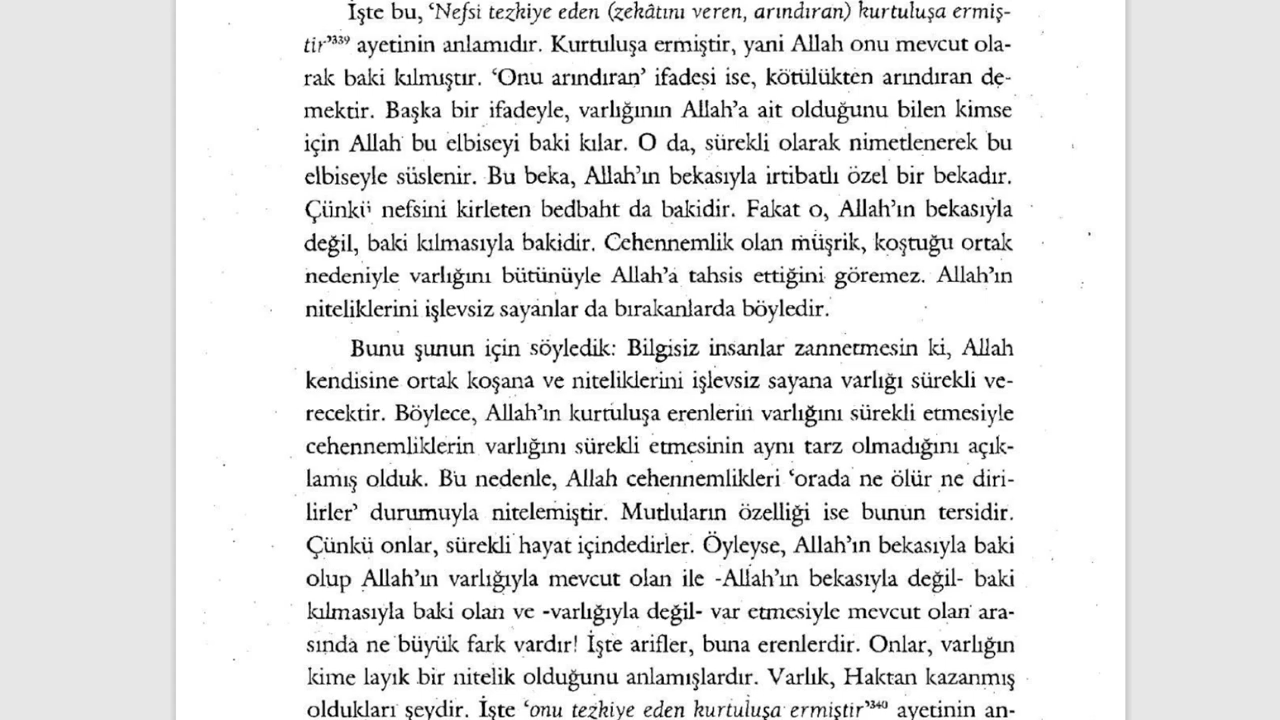 İşte bu, ‘Nefsi tezkiye eden (zekâtını veren, arındıran) kurtuluşa ermiş-
tir’³³⁹ ayetinin anlamıdır. Kurtuluşa ermiştir, yani Allah onu mevcut ola-
rak baki kılmıştır. ‘Onu arındıran’ ifadesi ise, kötülükten arındıran de-
mektir. Başka bir ifadeyle, varlığının Allah’a ait olduğunu bilen kimse
için Allah bu elbiseyi baki kılar. O da, sürekli olarak nimetlenerek bu
elbiseyle süslenir. Bu beka, Allah’ın bekasıyla irtibatlı özel bir bekadır.
Çünkü nefsini kirleten bedbaht da bakidir. Fakat o, Allah’ın bekasıyla
değil, baki kılmasıyla bakidir. Cehennemlik olan müşrik, koştuğu ortak
nedeniyle varlığını bütünüyle Allah’a tahsis ettiğini göremez. Allah’ın
niteliklerini işlevsiz sayanlar da bırakanlarda böyledir.
Bunu şunun için söyledik: Bilgisiz insanlar zannetmesin ki, Allah
kendisine ortak koşana ve niteliklerini işlevsiz sayana varlığı sürekli ve-
recektir. Böylece, Allah’ın kurtuluşa erenlerin varlığını sürekli etmesiyle
cehennemliklerin varlığını sürekli etmesinin aynı tarz olmadığını açık-
lamış olduk. Bu nedenle, Allah cehennemlikleri ‘orada ne ölür ne diri-
lirler’ durumuyla nitelemiştir. Mutluların özelliği ise bunun tersidir.
Çünkü onlar, sürekli hayat içindedirler. Öyleyse, Allah’ın bekasıyla baki
olup Allah’ın varlığıyla mevcut olan ile -Allah’ın bekasıyla değil- baki
kılmasıyla baki olan ve -varlığıyla değil- var etmesiyle mevcut olan ara-
sında ne büyük fark vardır! İşte arifler, buna erenlerdir. Onlar, varlığın
kime layık bir nitelik olduğunu anlamışlardır. Varlık, Haktan kazanmış
oldukları şeydir. İşte ‘onu tezkiye eden kurtuluşa ermiştir’³⁴⁰ ayetinin an-